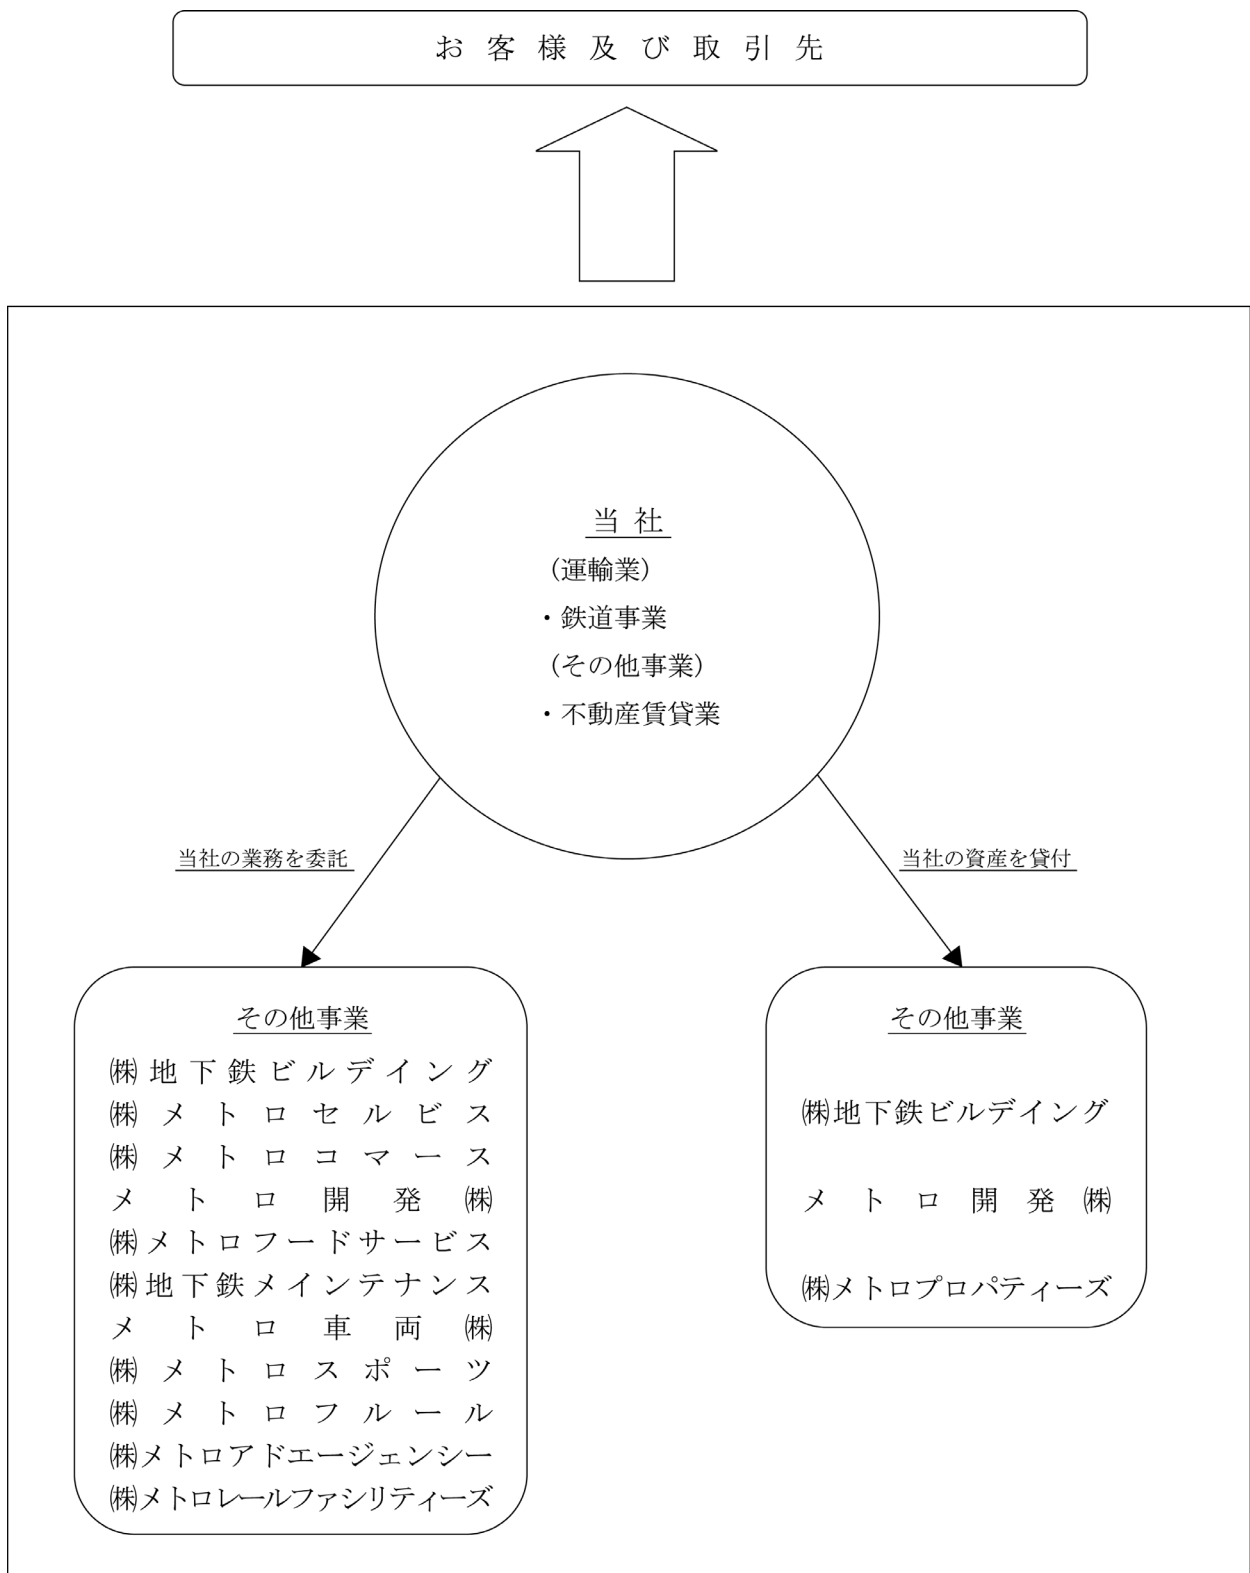 お客様及び取引先
当社
(運輸業)
・鉄道事業
(その他事業)
・不動産賃貸業
当社の業務を委託
当社の資産を貸付
その他事業
㈱地下鉄ビルデイング
㈱メトロセルビス
㈱メトロコマース
メトロ開発㈱
㈱メトロフードサービス
㈱地下鉄メインテナンス
メトロ車両㈱
㈱メトロスポーツ
㈱メトロフルール
㈱メトロアドエージェンシー
㈱メトロレールファシリティーズ
その他事業
㈱地下鉄ビルデイング
メトロ開発㈱
㈱メトロプロパティーズ